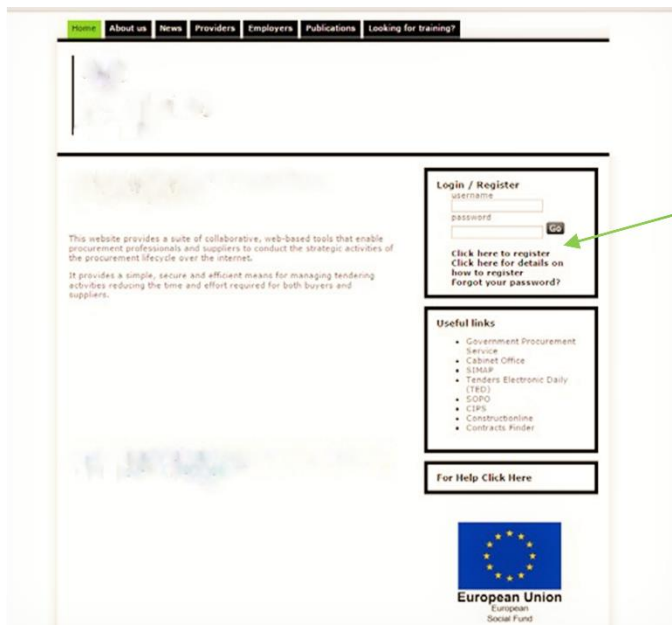 Home About us News Providers Employers Publications Looking for training?
This website provides a suite of collaborative, web-based tools that enable
procurement professionals and suppliers to conduct the strategic activities of
the procurement lifecycle over the internet.
It provides a simple, secure and efficient means for managing tendering
activities reducing the time and effort required for both buyers and
suppliers.
Login / Register
username
password
Go
Click here to register
Click here for details on
how to register
Forgot your password?
Useful links
Government Procurement
Service
Cabinet Office
SIMAP
Tenders Electronic Daily
(TED)
SOPO
CIPS
Constructionline
Contracts Finder
For Help Click Here
European Union
European
Social Fund